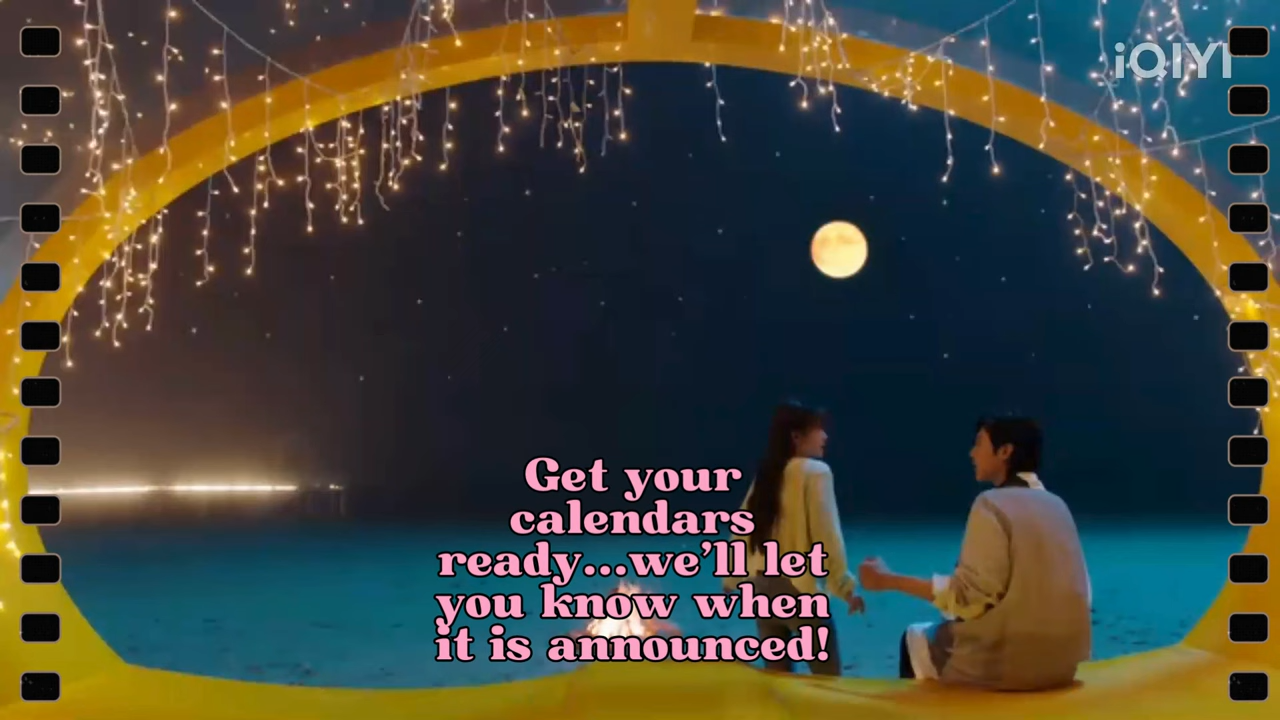 iQIYI
Get your
calendars
ready...we'll let
you know when
it is announced!